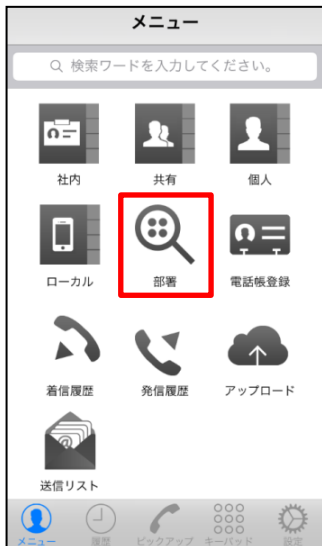 メニュー
検索ワードを入力してください。
社内 共有 個人
ローカル 部署 電話帳登録
着信履歴 発信履歴 アップロード
@
送信リスト
メニュー 履歴 ピックアップ キーパッド 設定